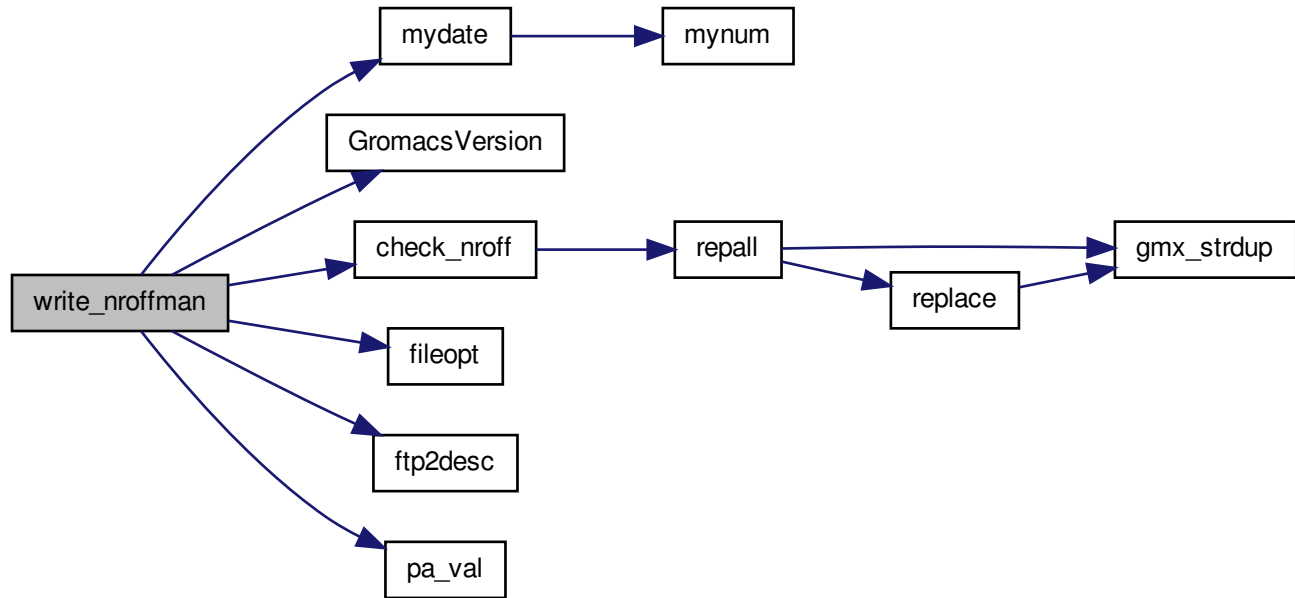 mydate
mynum
GromacsVersion
check_nroff
repall
gmx_strdup
replace
write_nroffman
fileopt
ftp2desc
pa_val